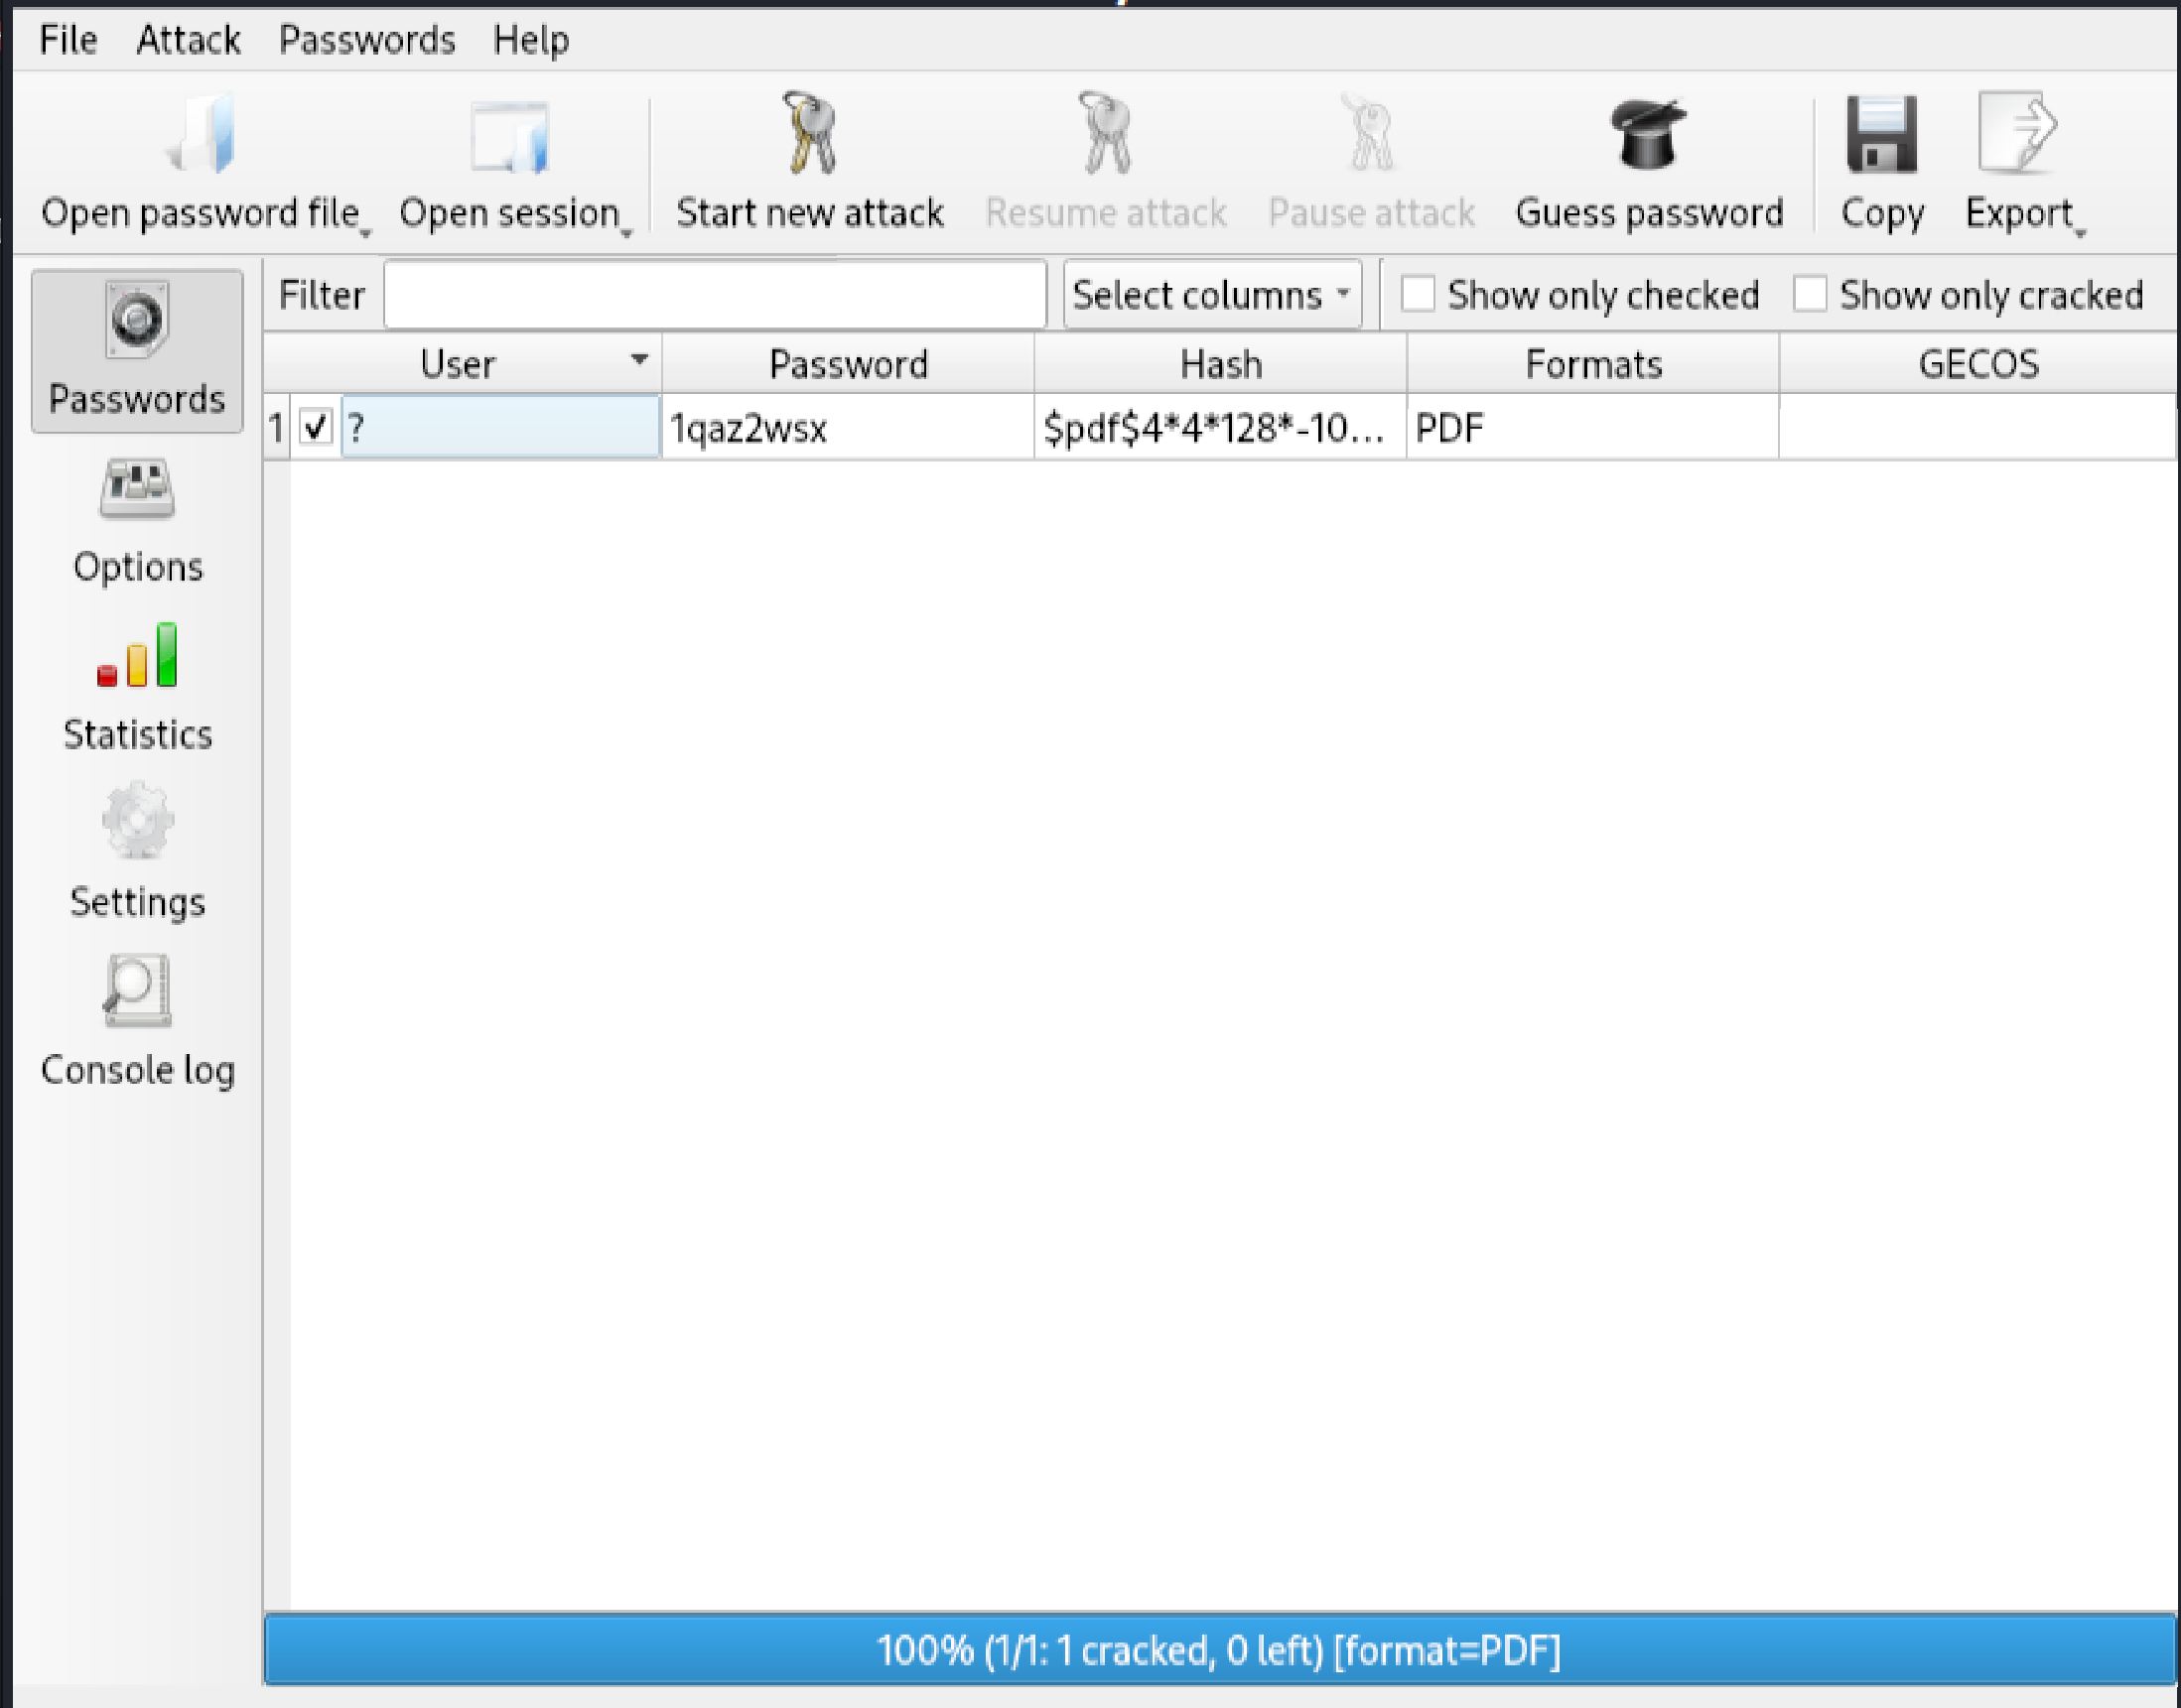 File Attack Passwords Help
Open password file Open session Start new attack Resume attack Pause attack Guess password Copy Export
Passwords
Options
Statistics
Settings
Console log
Filter Select columns Show only checked Show only cracked
User Password Hash Formats GECOS
1 ? 1qaz2wsx $pdf$4*4*128*-10... PDF
100% (1/1: 1 cracked, 0 left) [format=PDF]